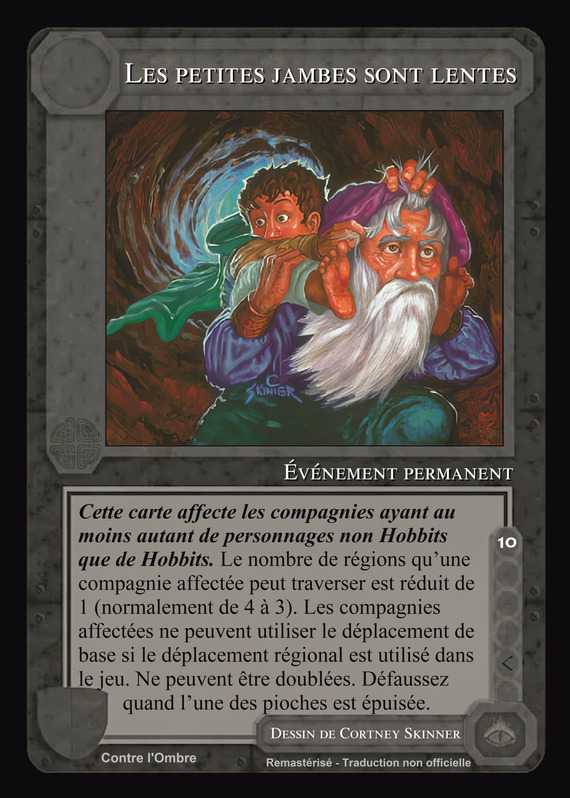 Les petites jambes sont lentes
C
SKINNER
Événement permanent
Cette carte affecte les compagnies ayant au
moins autant de personnages non Hobbits
que de Hobbits. Le nombre de régions qu'une
compagnie affectée peut traverser est réduit de
1 (normalement de 4 à 3). Les compagnies
affectées ne peuvent utiliser le déplacement de
base si le déplacement régional est utilisé dans
le jeu. Ne peuvent être doublées. Défaussez
quand l'une des pioches est épuisée.
10
Dessin de Cortney Skinner
Contre l'Ombre
Remastérisé - Traduction non officielle